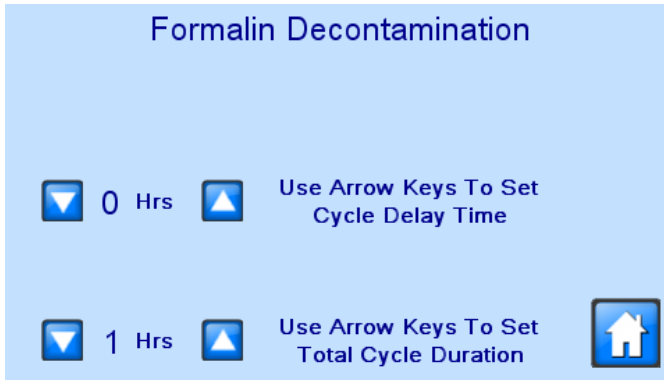 Formalin Decontamination
0 Hrs
Use Arrow Keys To Set
Cycle Delay Time
1 Hrs
Use Arrow Keys To Set
Total Cycle Duration